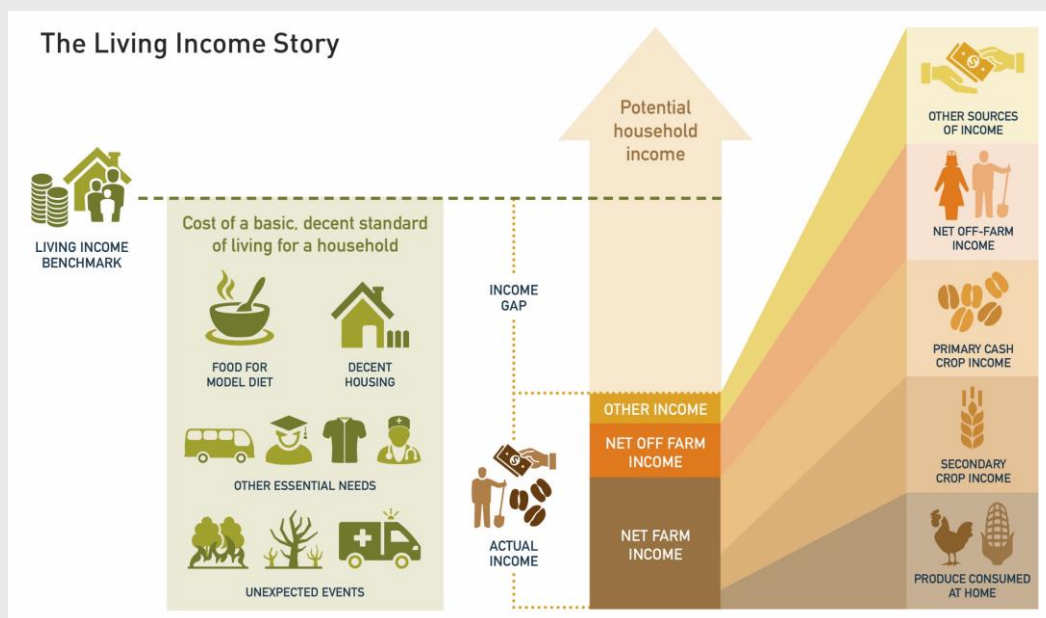 The Living Income Story
LIVING INCOME
BENCHMARK
Cost of a basic, decent standard
of living for a household
FOOD FOR
MODEL DIET
DECENT
HOUSING
OTHER ESSENTIAL NEEDS
UNEXPECTED EVENTS
INCOME
GAP
ACTUAL
INCOME
Potential
household
income
OTHER INCOME
NET OFF FARM
INCOME
NET FARM
INCOME
OTHER SOURCES
OF INCOME
NET OFF-FARM
INCOME
PRIMARY CASH
CROP INCOME
SECONDARY
CROP INCOME
PRODUCE CONSUMED
AT HOME